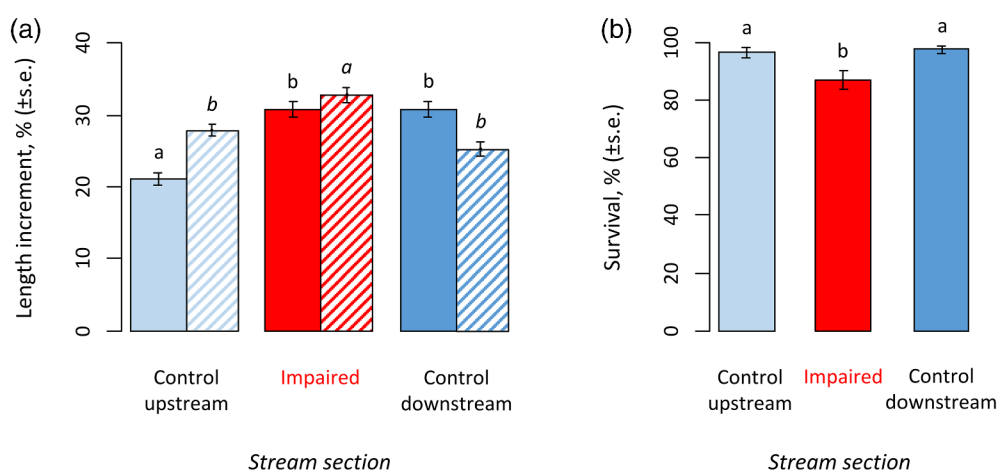 (a)
Length increment, % (±s.e.)
40
30
20
10
0
a
b
b
a
b
b
Control
upstream
Impaired
Control
downstream
Stream section
(b)
Survival, % (±s.e.)
100
80
60
40
20
0
a
b
a
Control
upstream
Impaired
Control
downstream
Stream section